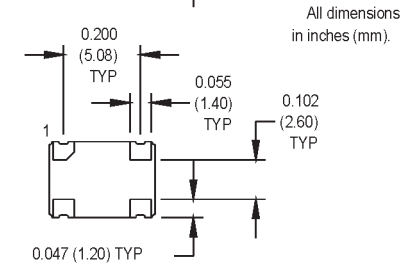 All dimensions
in inches (mm).
0.200
(5.08)
TYP
0.055
(1.40)
TYP
0.102
(2.60)
TYP
1
0.047 (1.20) TYP